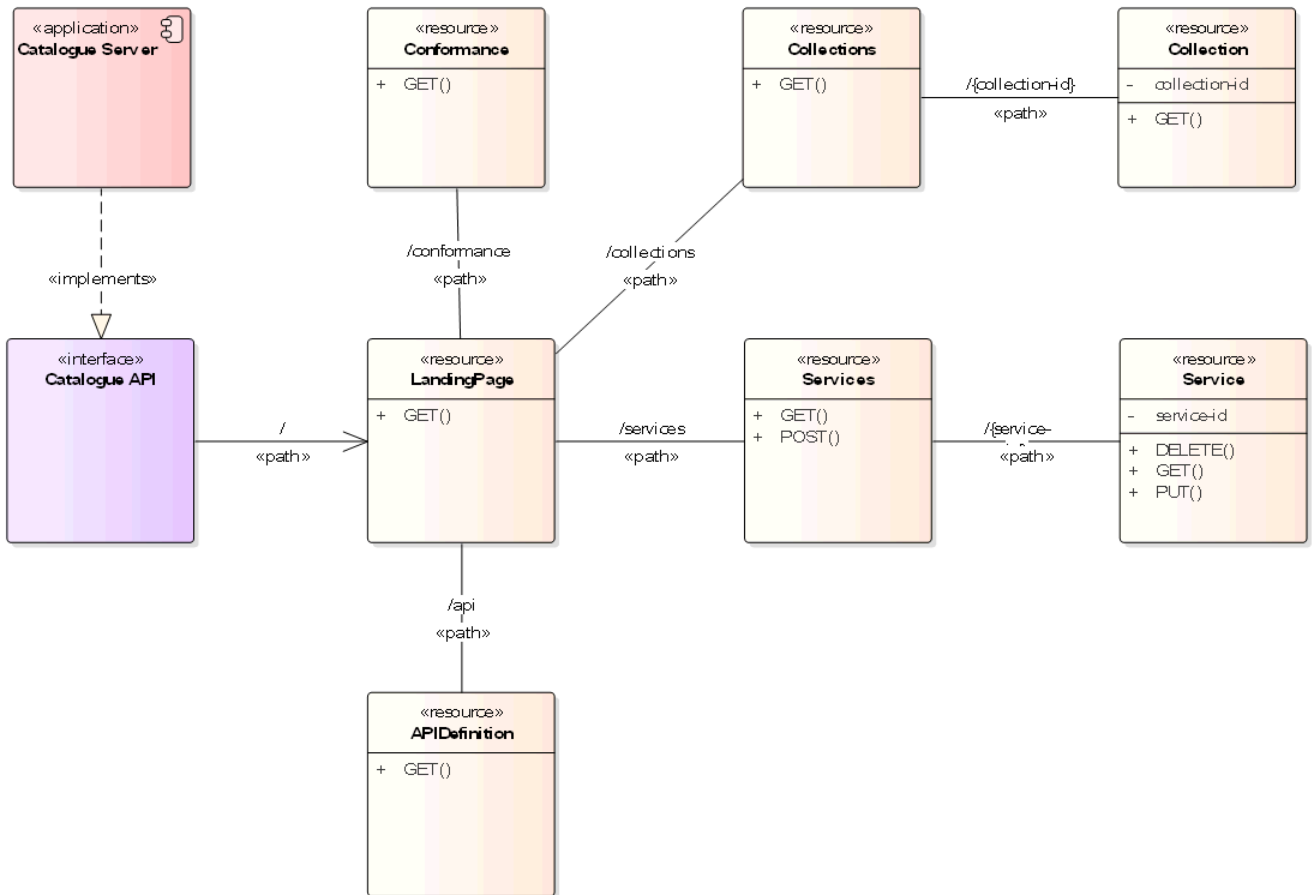 «application»
Catalogue Server
«resource»
Conformance
+ GET()
«resource»
Collections
+ GET()
/{collection-id}
«path»
«resource»
Collection
- collection-id
+ GET()
«implements»
/conformance
«path»
/collections
«path»
«interface»
Catalogue API
/
«path»
«resource»
LandingPage
+ GET()
/services
«path»
«resource»
Services
+ GET()
+ POST()
/{service-
«path»
«resource»
Service
- service-id
+ DELETE()
+ GET()
+ PUT()
/api
«path»
«resource»
APIDefinition
+ GET()